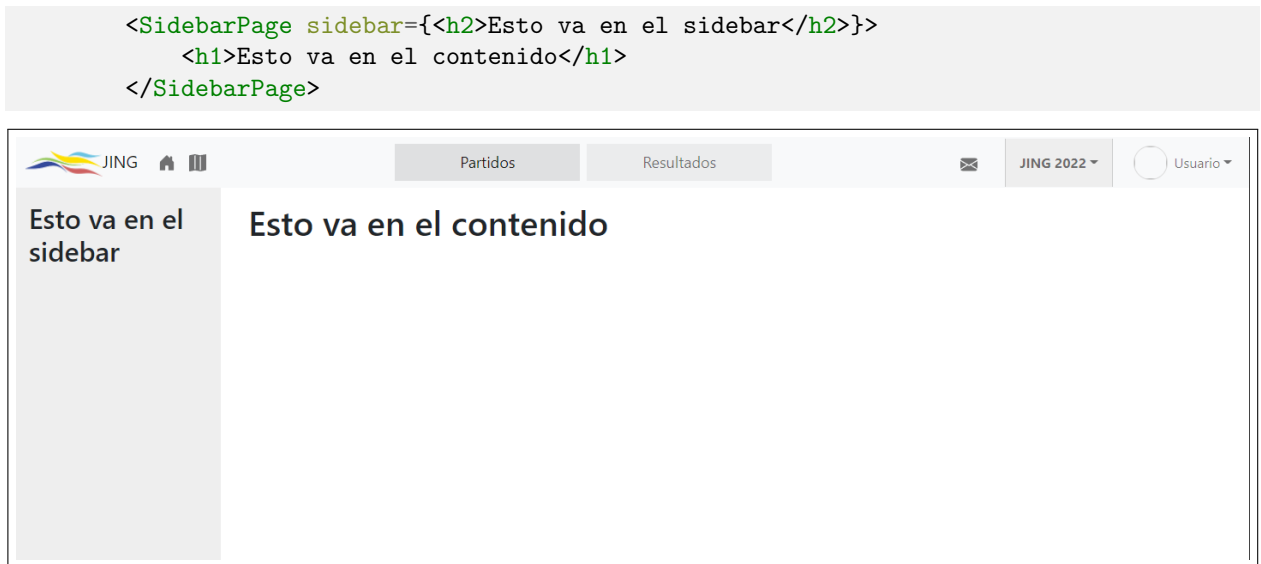 <SidebarPage sidebar={<h2>Esto va en el sidebar</h2>}>
<h1>Esto va en el contenido</h1>
</SidebarPage>
JING Partidos Resultados JING 2022 Usuario
Esto va en el
sidebar
Esto va en el contenido